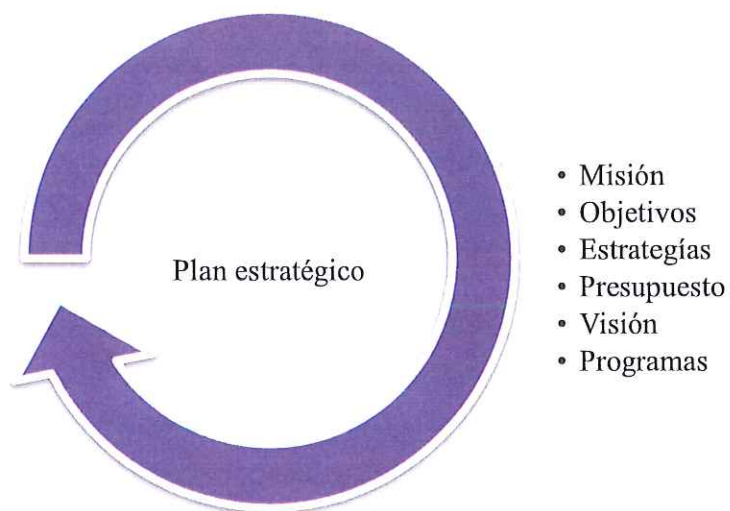 Plan estratégico
• Misión
• Objetivos
• Estrategías
• Presupuesto
• Visión
• Programas